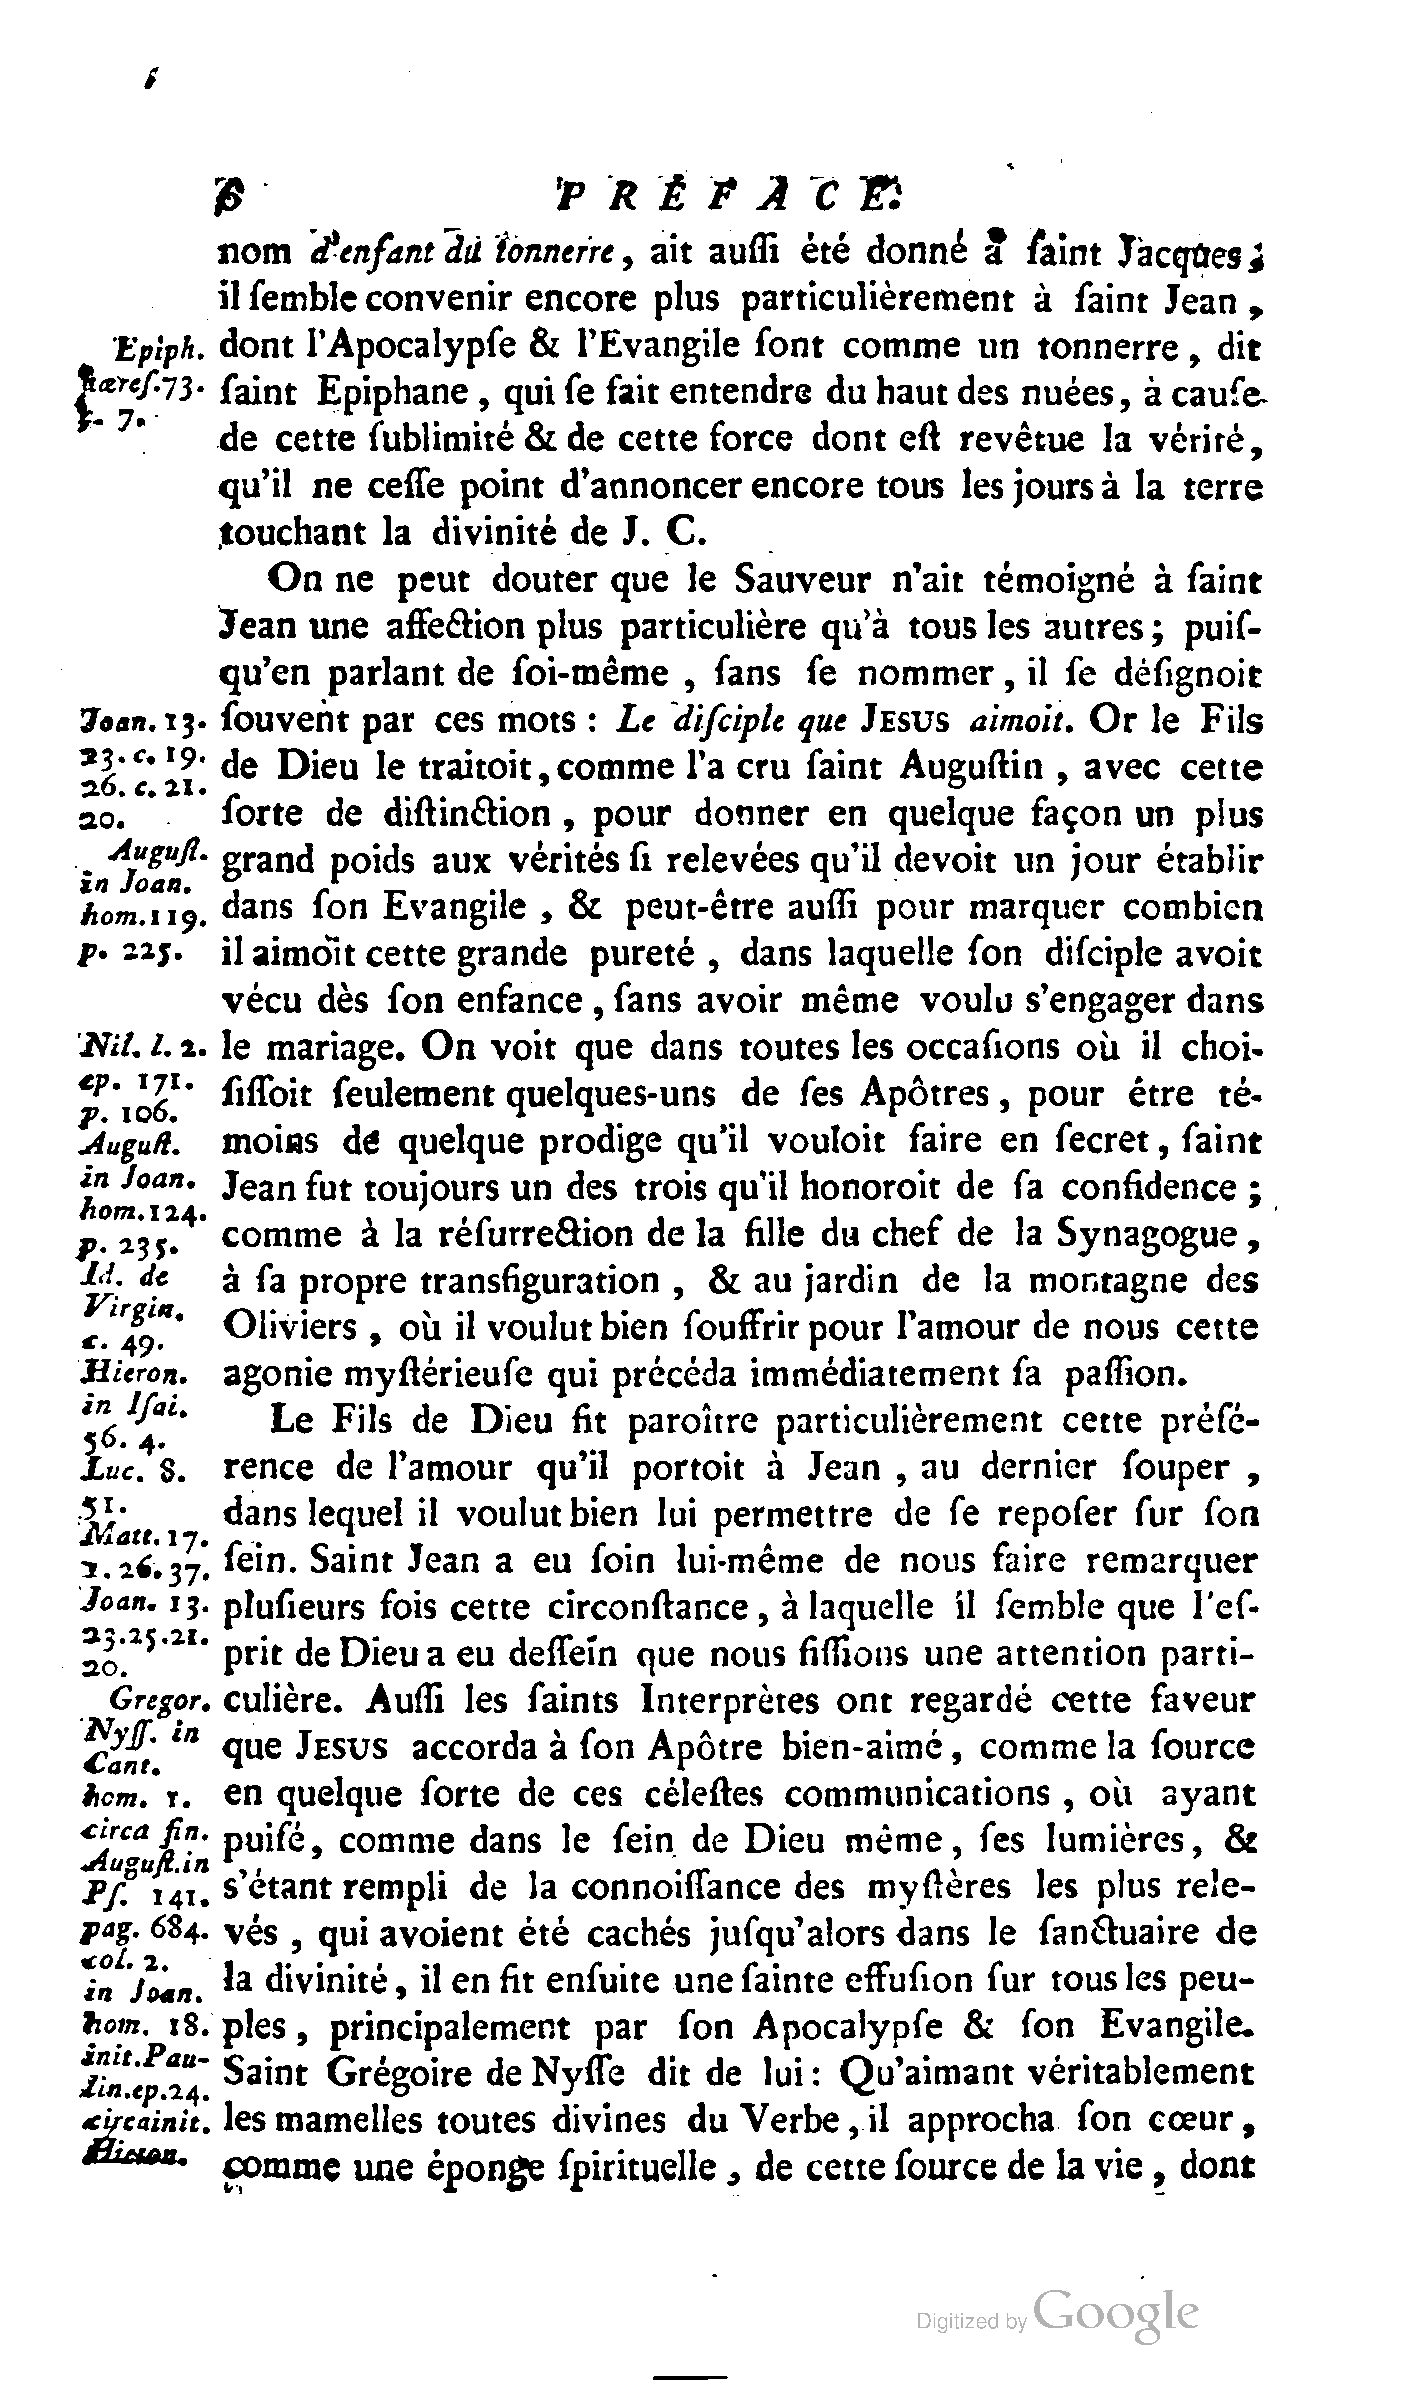 6 PRÉFACE.
nom d'enfant du tonnerre, ait auſſi été donné à ſaint Jacques;
il ſemble convenir encore plus particulièrement à ſaint Jean,
dont l'Apocalypſe & l'Evangile ſont comme un tonnerre, dit
ſaint Epiphane, qui ſe fait entendre du haut des nuées, à cauſe
de cette ſublimité & de cette force dont eſt revêtue la vérité,
qu'il ne ceſſe point d'annoncer encore tous les jours à la terre
touchant la divinité de J. C.
On ne peut douter que le Sauveur n'ait témoigné à ſaint
Jean une affection plus particulière qu'à tous les autres; puiſ-
qu'en parlant de ſoi-même, ſans ſe nommer, il ſe déſignoit
ſouvent par ces mots : Le diſciple que JESUS aimoit. Or le Fils
de Dieu le traitoit, comme l'a cru ſaint Auguſtin, avec cette
ſorte de diſtinction, pour donner en quelque façon un plus
grand poids aux vérités ſi relevées qu'il devoit un jour établir
dans ſon Evangile, & peut-être auſſi pour marquer combien
il aimoit cette grande pureté, dans laquelle ſon diſciple avoit
vécu dès ſon enfance, ſans avoir même voulu s'engager dans
le mariage. On voit que dans toutes les occaſions où il choi-
ſiſſoit ſeulement quelques-uns de ſes Apôtres, pour être té-
moins de quelque prodige qu'il vouloit faire en ſecret, ſaint
Jean fut toujours un des trois qu'il honoroit de ſa confidence;
comme à la réſurrection de la fille du chef de la Synagogue,
à ſa propre transfiguration, & au jardin de la montagne des
Oliviers, où il voulut bien ſouffrir pour l'amour de nous cette
agonie myſtérieuſe qui précéda immédiatement ſa paſſion.
Le Fils de Dieu fit paroître particulièrement cette préfé-
rence de l'amour qu'il portoit à Jean, au dernier ſouper,
dans lequel il voulut bien lui permettre de ſe repoſer ſur ſon
ſein. Saint Jean a eu ſoin lui-même de nous faire remarquer
pluſieurs fois cette circonſtance, à laquelle il ſemble que l'eſ-
prit de Dieu a eu deſſein que nous fiſſions une attention parti-
culière. Auſſi les ſaints Interprètes ont regardé cette faveur
que JESUS accorda à ſon Apôtre bien-aimé, comme la ſource
en quelque ſorte de ces céleſtes communications, où ayant
puiſé, comme dans le ſein de Dieu même, ſes lumières, &
s'étant rempli de la connoiſſance des myſtères les plus rele-
vés, qui avoient été cachés juſqu'alors dans le ſanctuaire de
la divinité, il en fit enſuite une ſainte effuſion ſur tous les peu-
ples, principalement par ſon Apocalypſe & ſon Evangile.
Saint Grégoire de Nyſſe dit de lui : Qu'aimant véritablement
les mamelles toutes divines du Verbe, il approcha ſon cœur,
comme une éponge ſpirituelle, de cette ſource de la vie, dont
Epiph.
hæreſ.73.
7.
Joan. 13.
23. c. 19.
26. c. 21.
20.
Auguſt.
in Joan.
hom.119.
p. 225.
Nil. l. 2.
ep. 171.
p. 106.
Auguſt.
in Joan.
hom.124.
p. 235.
Id. de
Virgin.
c. 49.
Hieron.
in Iſai.
56. 4.
Luc. 8.
51.
Matt. 17.
1. 26. 37.
Joan. 13.
23.25.21.
20.
Gregor.
Nyſſ. in
Cant.
hom. 1.
circa fin.
Auguſt.in
Pſ. 141.
pag. 684.
col. 2.
in Joan.
hom. 18.
init.Pau-
lin.ep.24.
circainit.
Hieron.
Digitized by Google